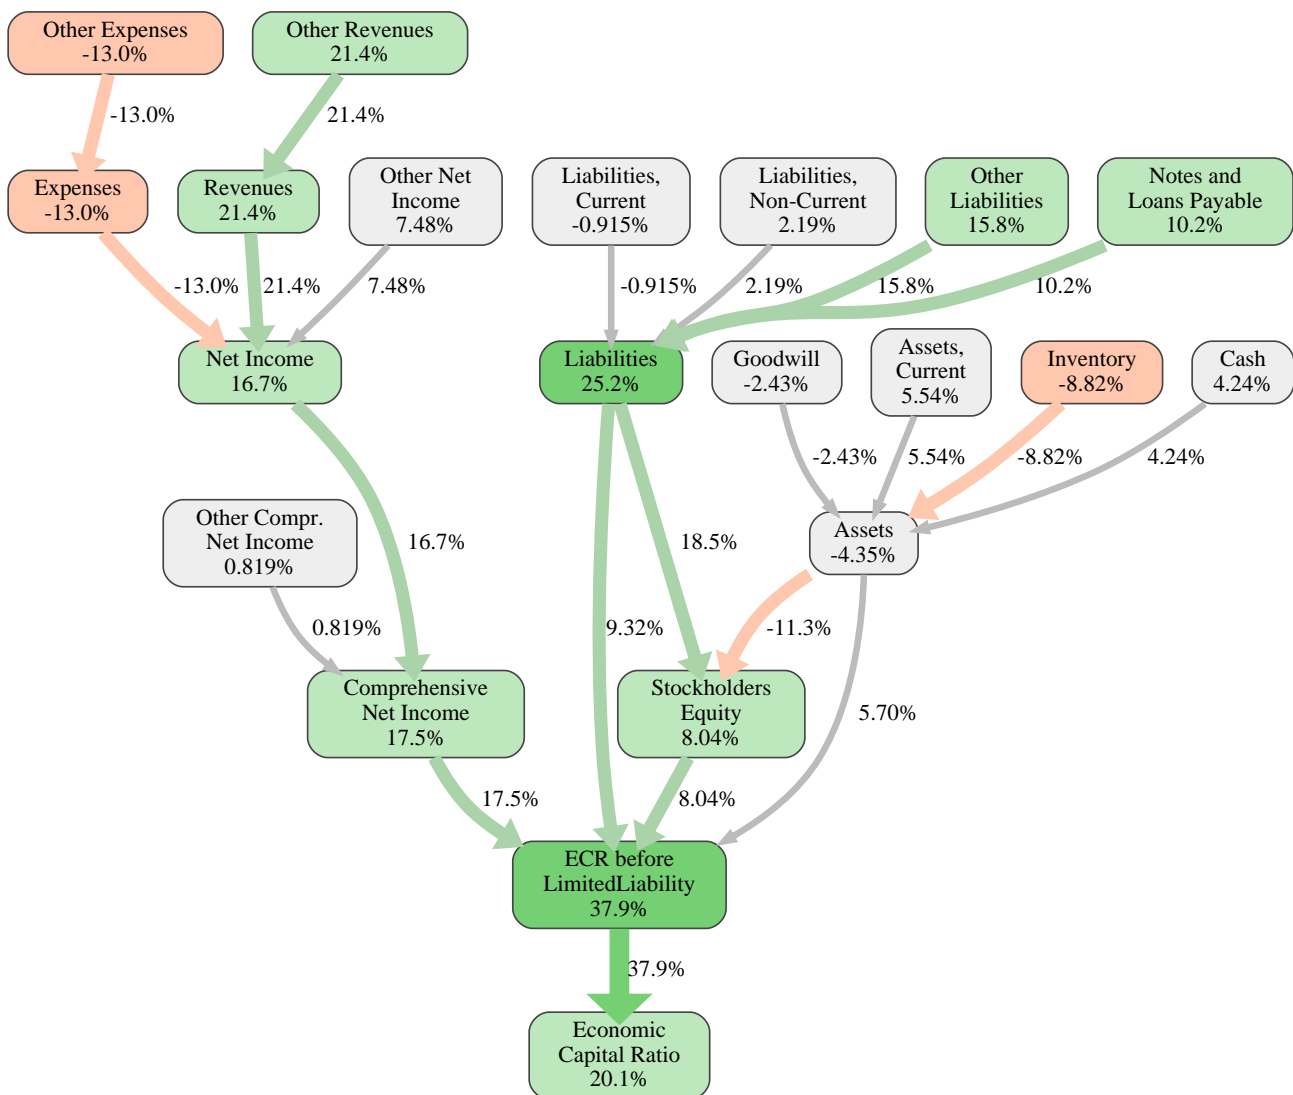 Other Expenses
-13.0%
Other Revenues
21.4%
-13.0%
21.4%
Expenses
-13.0%
Revenues
21.4%
Other Net
Income
7.48%
Liabilities,
Current
-0.915%
Liabilities,
Non-Current
2.19%
Other
Liabilities
15.8%
Notes and
Loans Payable
10.2%
-13.0%
21.4%
7.48%
-0.915%
2.19%
15.8%
10.2%
Net Income
16.7%
Liabilities
25.2%
Goodwill
-2.43%
Assets,
Current
5.54%
Inventory
-8.82%
Cash
4.24%
-2.43%
5.54%
-8.82%
4.24%
Other Compr.
Net Income
0.819%
16.7%
18.5%
Assets
-4.35%
0.819%
9.32%
-11.3%
5.70%
Comprehensive
Net Income
17.5%
Stockholders
Equity
8.04%
17.5%
8.04%
ECR before
LimitedLiability
37.9%
37.9%
Economic
Capital Ratio
20.1%